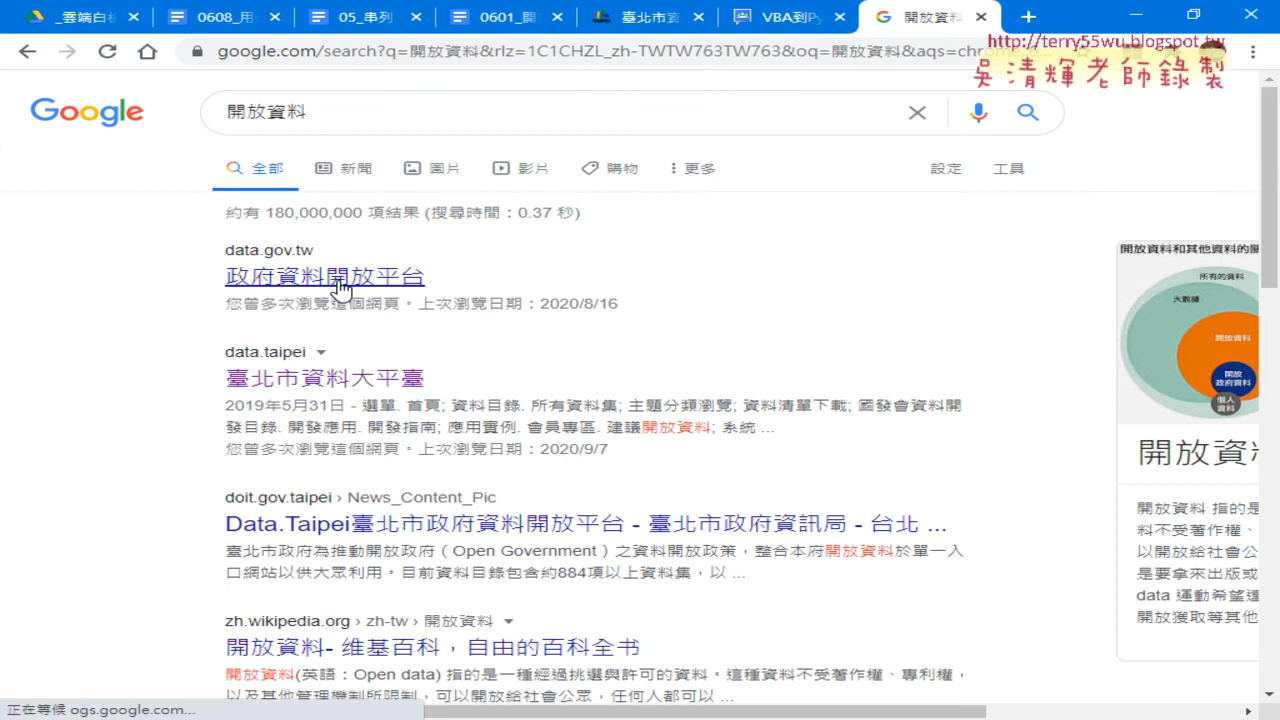 _雲端白板
0608_用
05_串列
0601_開
臺北市資
VBA到Py
開放資料
google.com/search?q=開放資料&rlz=1C1CHZL_zh-TWTW763TW763&oq=開放資料&aqs=chro
http://terry55wu.blogspot.tw
吳清輝老師錄製
Google
開放資料
全部
新聞
圖片
影片
購物
更多
設定
工具
約有 180,000,000 項結果 (搜尋時間：0.37 秒)
data.gov.tw
政府資料開放平台
您曾多次瀏覽這個網頁。上次瀏覽日期：2020/8/16
data.taipei
臺北市資料大平臺
2019年5月31日 - 選單. 首頁; 資料目錄. 所有資料集; 主題分類瀏覽; 資料清單下載; 國發會資料開
發目錄. 開發應用. 開發指南; 應用實例. 會員專區. 建議開放資料; 系統 ...
您曾多次瀏覽這個網頁。上次瀏覽日期：2020/9/7
doit.gov.taipei › News_Content_Pic
Data.Taipei臺北市政府資料開放平台 - 臺北市政府資訊局 - 台北 ...
臺北市政府為推動開放政府（Open Government）之資料開放政策，整合本府開放資料於單一入
口網站以供大眾利用。目前資料目錄包含約884項以上資料集，以 ...
zh.wikipedia.org › zh-tw › 開放資料
開放資料- 维基百科，自由的百科全书
開放資料(英語：Open data) 指的是一種經過挑選與許可的資料。這種資料不受著作權、專利權，
以及其他管理機制所限制，可以開放給社會公眾，任何人都可以 ...
開放資料和其他資料的關
所有的資料
大數據
開放資料
開放
政府資料
個人
資料
開放資料
開放資料 指的是
料不受著作權、
以開放給社會公
是要拿來出版或
data 運動希望達
開放獲取等其他
正在等候 ogs.google.com...